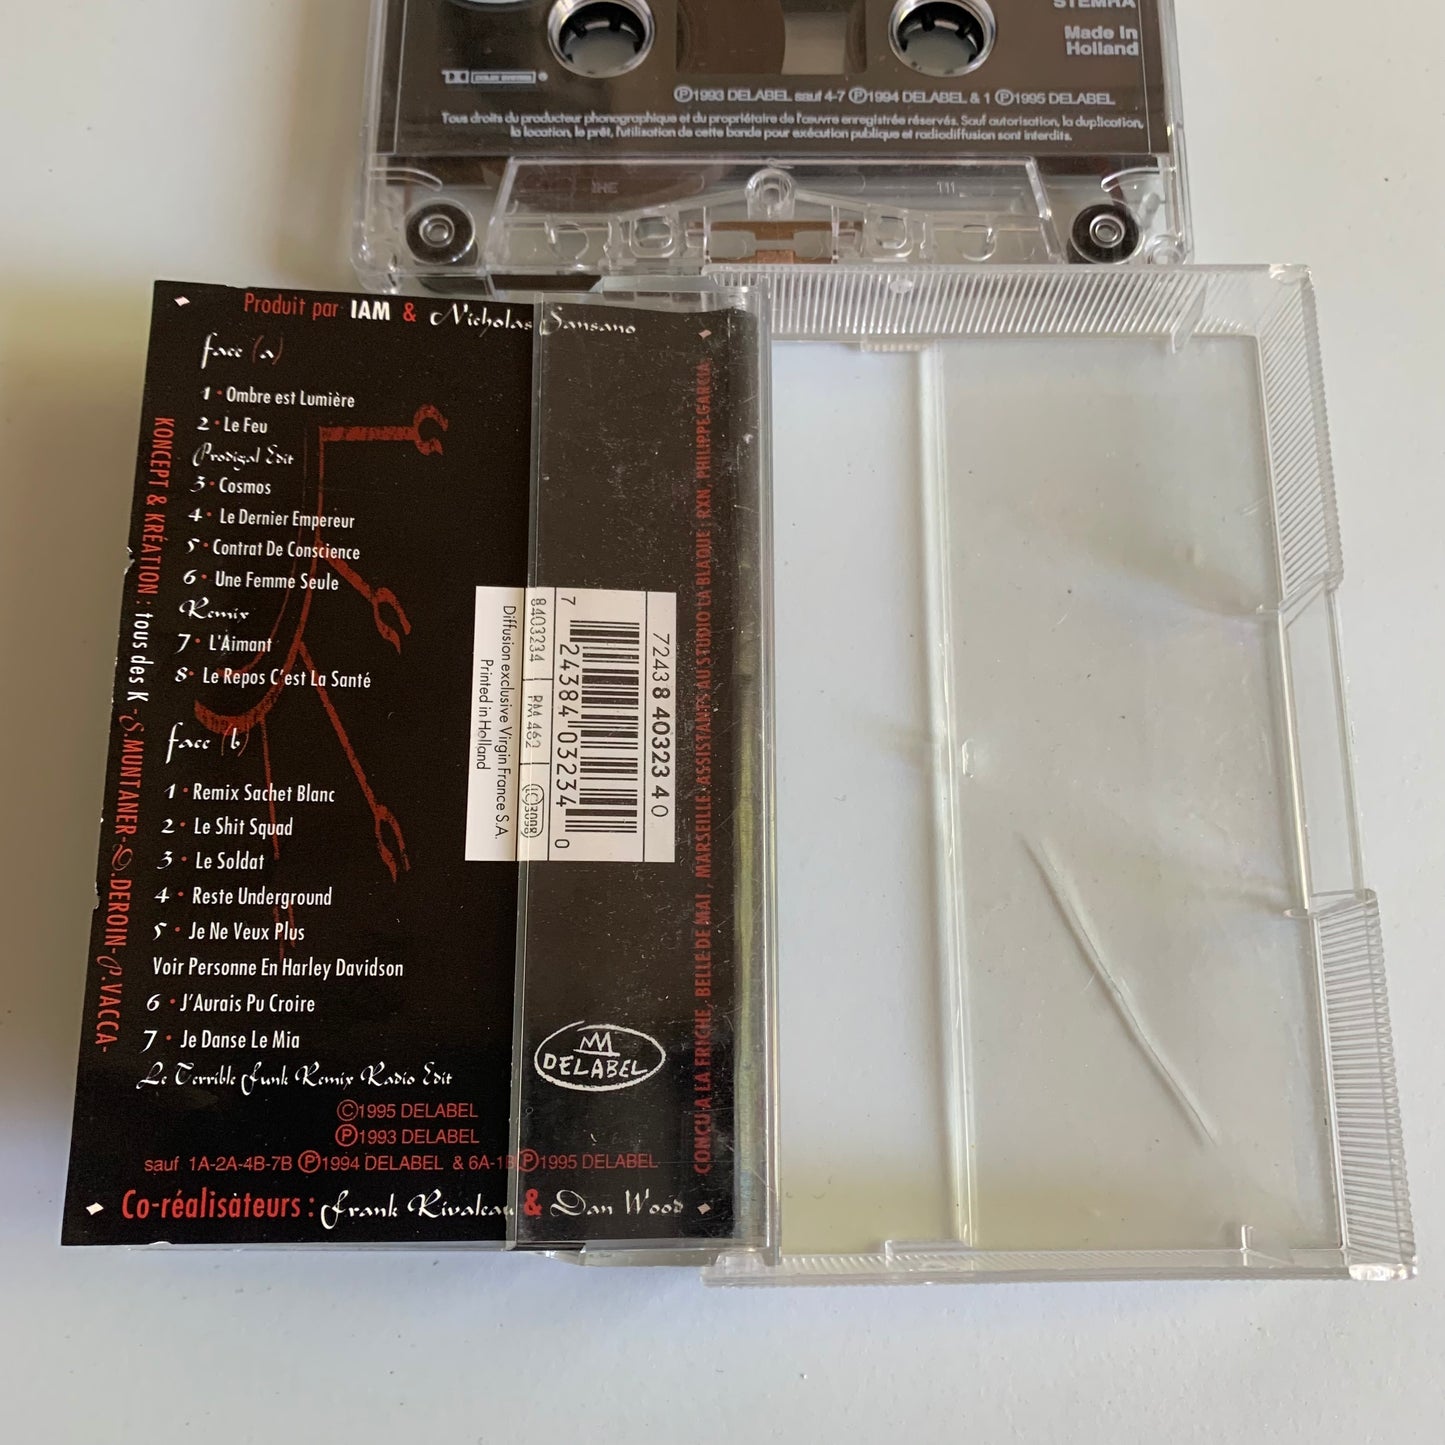 STEMRA
Made In
Holland
DOLBY SYSTEM ®
Ⓟ1993 DELABEL sauf 4-7 Ⓟ1994 DELABEL & 1 Ⓟ1995 DELABEL
Tous droits du producteur phonographique et du propriétaire de l'œuvre enregistrée réservés. Sauf autorisation, la duplication,
la location, le prêt, l'utilisation de cette bande pour exécution publique et radiodiffusion sont interdits.
Produit par IAM & Nicholas Sansano
face (a)
1 • Ombre est Lumière
2 • Le Feu
Prodigal Edit
3 • Cosmos
4 • Le Dernier Empereur
5 • Contrat De Conscience
6 • Une Femme Seule
Remix
7 • L'Aimant
8 • Le Repos C'est La Santé
face (b)
1 • Remix Sachet Blanc
2 • Le Shit Squad
3 • Le Soldat
4 • Reste Underground
5 • Je Ne Veux Plus
Voir Personne En Harley Davidson
6 • J'Aurais Pu Croire
7 • Je Danse Le Mia
Le Terrible Funk Remix Radio Edit
©1995 DELABEL
Ⓟ1993 DELABEL
sauf 1A-2A-4B-7B Ⓟ1994 DELABEL & 6A-1B Ⓟ1995 DELABEL
Co-réalisateurs : Frank Rivaleau & Dan Wood
KONCEPT & KRÉATION : tous des K -S.MUNTANER-D.DEROIN-P.VACCA-
7243 8 40323 4 0
7 24384 03234 0
8403234 PM 462
Diffusion exclusive Virgin France S.A.
Printed in Holland
DELABEL
CONÇU A LA FRICHE, BELLE DE MAI, MARSEILLE. ASSISTANTS AU STUDIO LA BLAQUE : RXN, PHILIPPE GARCIA.